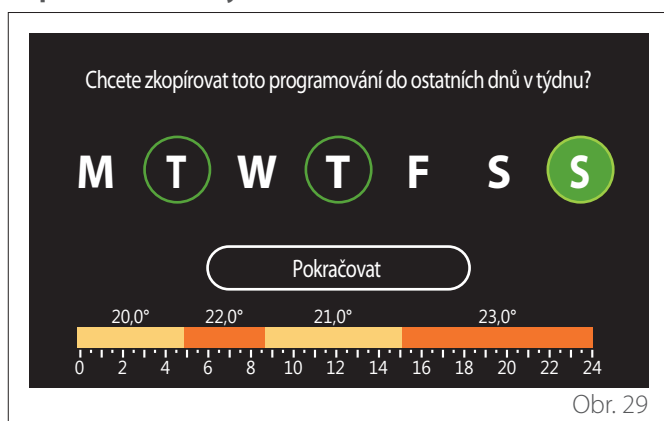 Chcete zkopírovat toto programování do ostatních dnů v týdnu?
M T W T F S S
Pokračovat
20,0° 22,0° 21,0° 23,0°
0 2 4 6 8 10 12 14 16 18 20 22 24
Obr. 29